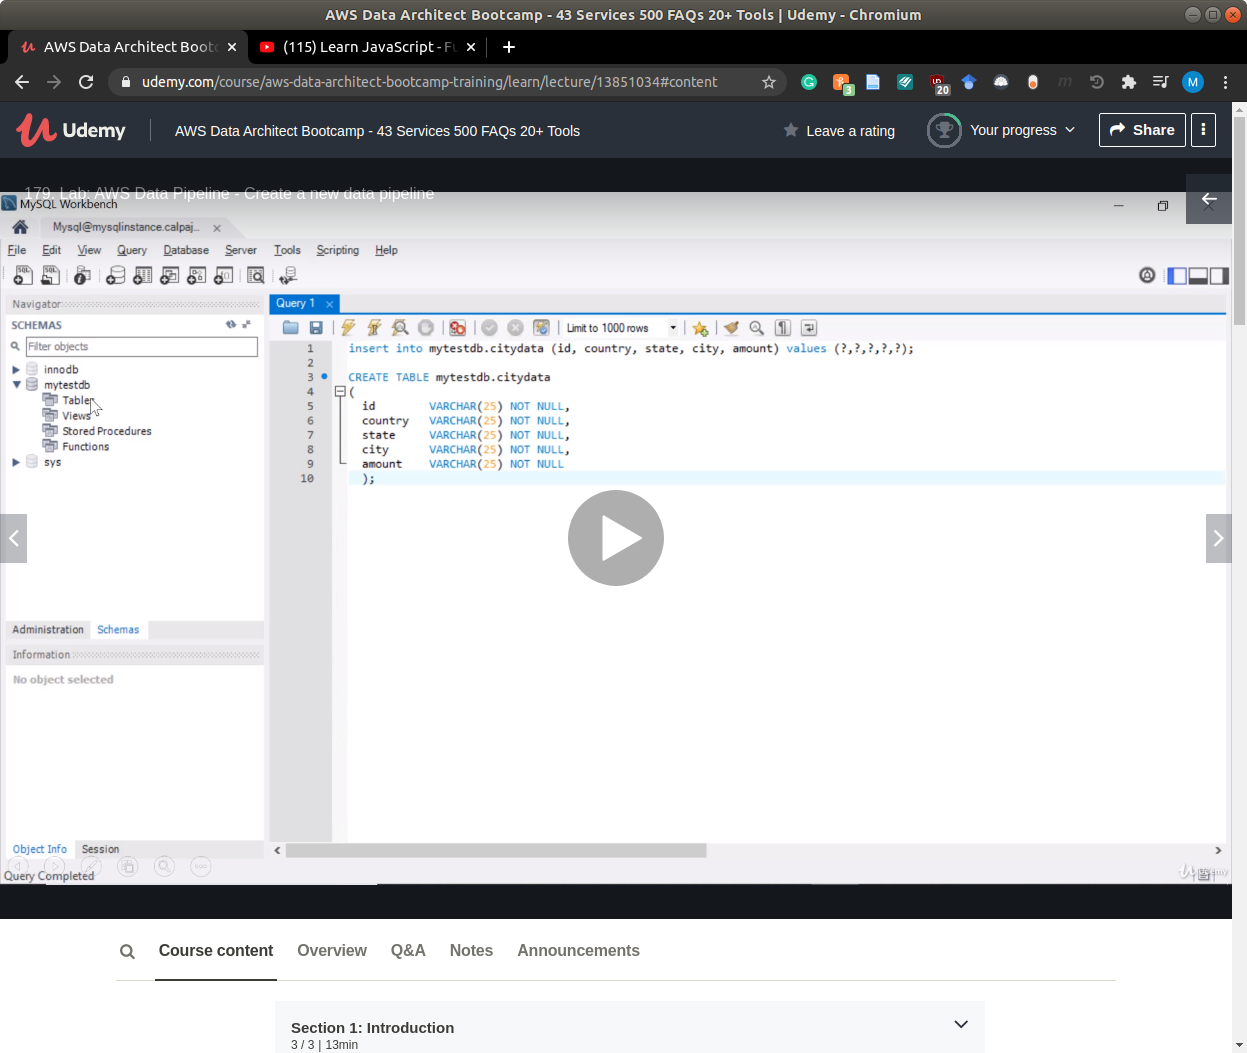 AWS Data Architect Bootcamp - 43 Services 500 FAQs 20+ Tools | Udemy - Chromium
AWS Data Architect Boot
(115) Learn JavaScript - Fu
udemy.com/course/aws-data-architect-bootcamp-training/learn/lecture/13851034#content
3
20
M
Udemy
AWS Data Architect Bootcamp - 43 Services 500 FAQs 20+ Tools
Leave a rating
Your progress
Share
179. Lab: AWS Data Pipeline - Create a new data pipeline
MySQL Workbench
Mysql@mysqlinstance.calpaj...
File Edit View Query Database Server Tools Scripting Help
Navigator
Query 1
SCHEMAS
Limit to 1000 rows
Filter objects
innodb
mytestdb
Tables
Views
Stored Procedures
Functions
sys
1 insert into mytestdb.citydata (id, country, state, city, amount) values (?,?,?,?,?);
2
3 CREATE TABLE mytestdb.citydata
4 (
5 id VARCHAR(25) NOT NULL,
6 country VARCHAR(25) NOT NULL,
7 state VARCHAR(25) NOT NULL,
8 city VARCHAR(25) NOT NULL,
9 amount VARCHAR(25) NOT NULL
10 );
Administration Schemas
Information
No object selected
Object Info Session
Query Completed
Udemy
Course content Overview Q&A Notes Announcements
Section 1: Introduction
3 / 3 | 13min